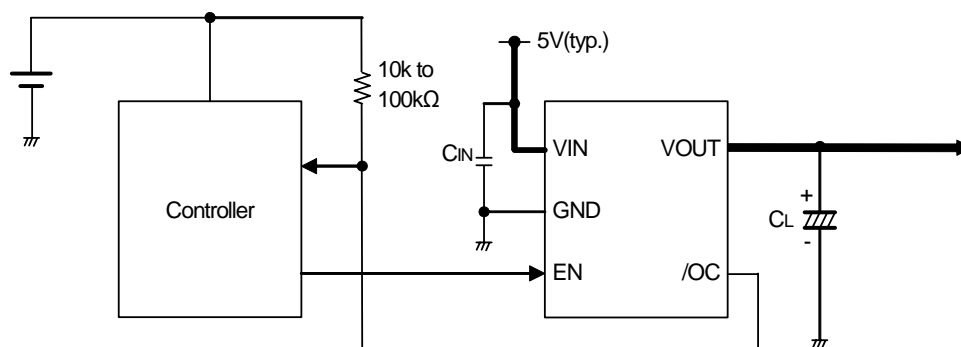 5V(typ.)
10k to
100kΩ
CIN
VIN
VOUT
Controller
GND
+
CL
-
EN
/OC